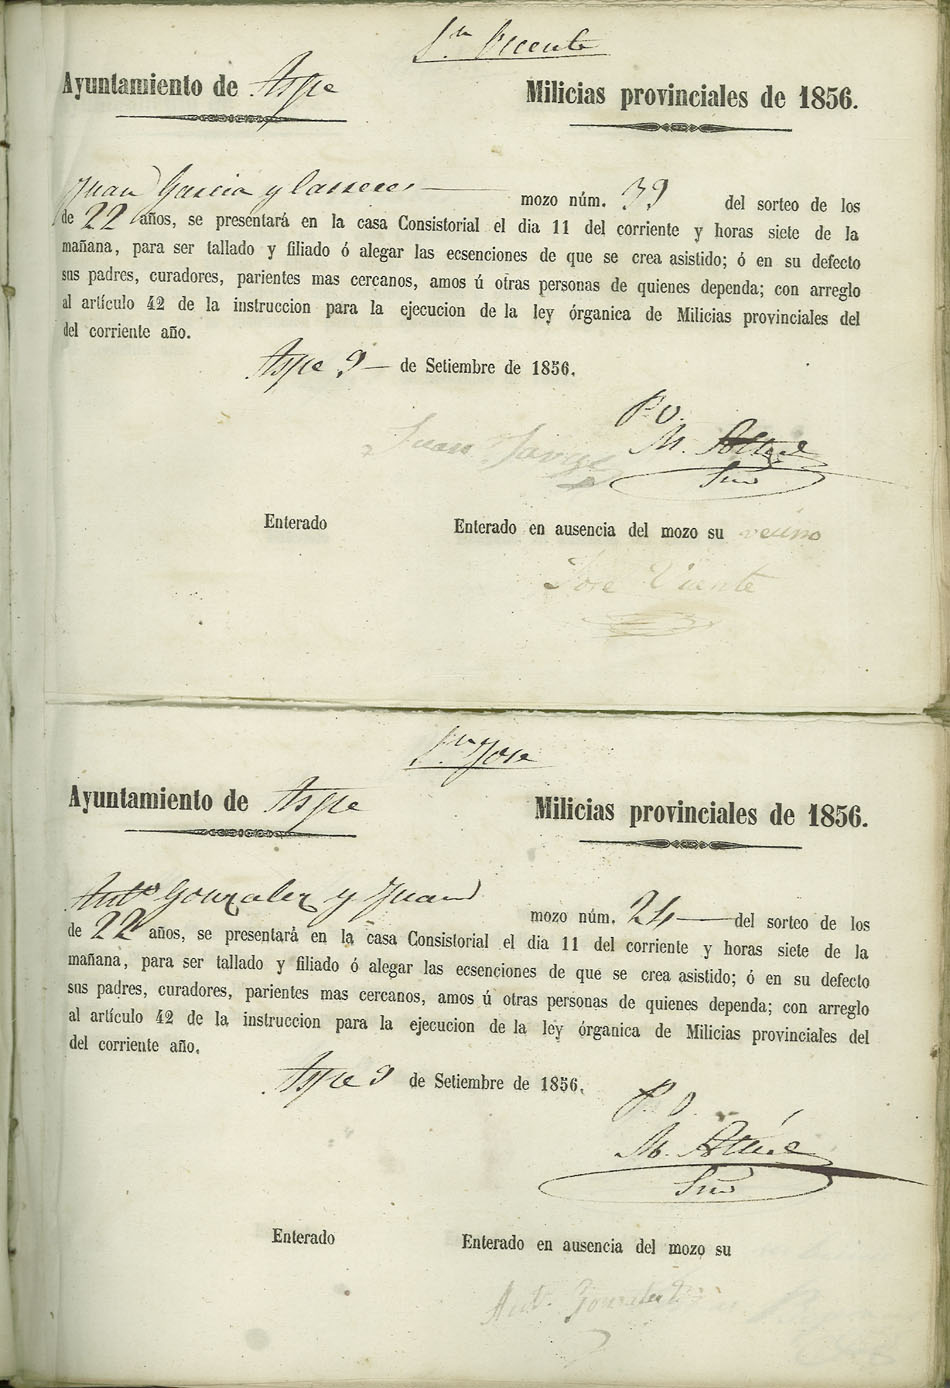 Sn. Vicente
Ayuntamiento de Aspe
Milicias provinciales de 1856.
Juan Garcia y Caceres mozo núm. 39 del sorteo de los
de 22 años, se presentará en la casa Consistorial el dia 11 del corriente y horas siete de la
mañana, para ser tallado y filiado ó alegar las ecsenciones de que se crea asistido; ó en su defecto
sus padres, curadores, parientes mas cercanos, amos ú otras personas de quienes dependa; con arreglo
al artículo 42 de la instruccion para la ejecucion de la ley órganica de Milicias provinciales del
del corriente año.
Aspe 9 de Setiembre de 1856.
P. O.
Juan M.
Srio
Enterado
Enterado en ausencia del mozo su vecino
Jose Vicente
Sn. Jose
Ayuntamiento de Aspe
Milicias provinciales de 1856.
Anto. Gonzalez y Juan mozo núm. 24 del sorteo de los
de 22 años, se presentará en la casa Consistorial el dia 11 del corriente y horas siete de la
mañana, para ser tallado y filiado ó alegar las ecsenciones de que se crea asistido; ó en su defecto
sus padres, curadores, parientes mas cercanos, amos ú otras personas de quienes dependa; con arreglo
al artículo 42 de la instruccion para la ejecucion de la ley órganica de Milicias provinciales del
del corriente año.
Aspe 9 de Setiembre de 1856.
P. O.
M.
Srio
Enterado
Enterado en ausencia del mozo su
Anto. Gonzalez